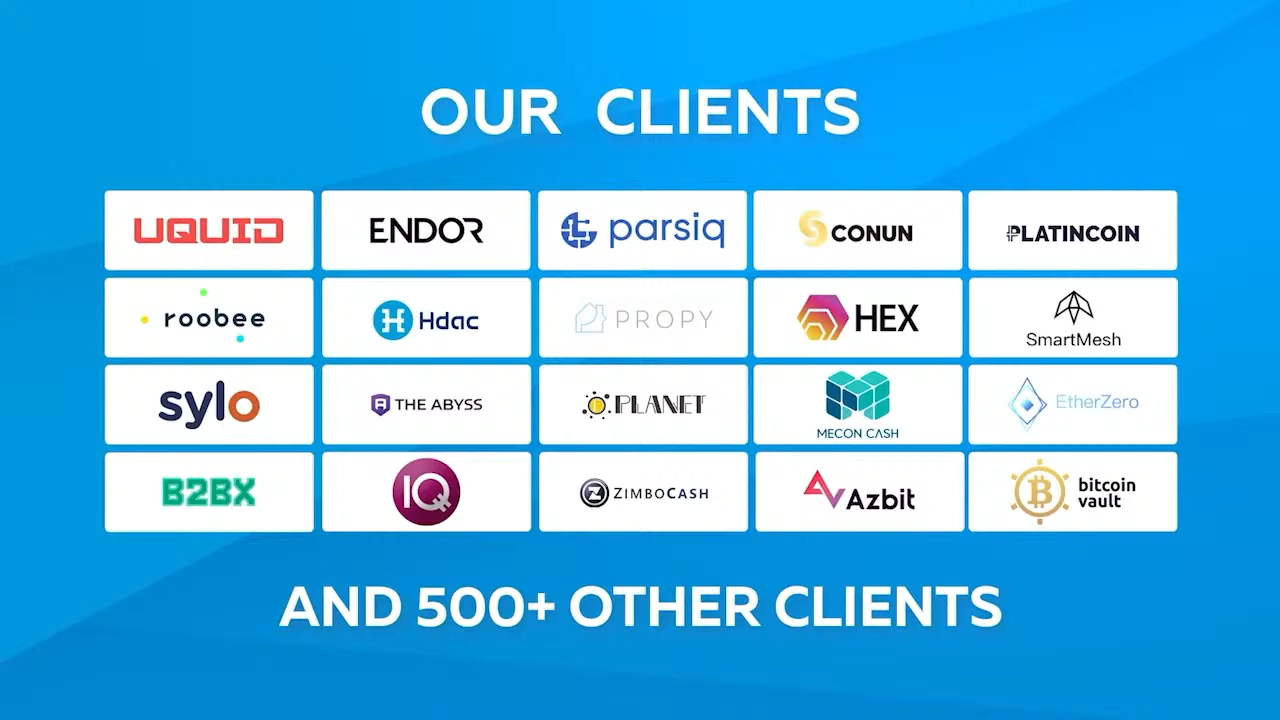 OUR CLIENTS
UQUID
ENDOR
parsiq
CONUN
PLATINCOIN
roobee
Hdac
PROPY
HEX
SmartMesh
sylo
THE ABYSS
PLANET
MECON CASH
EtherZero
B2BX
IQ
ZIMBOCASH
Azbit
bitcoin
vault
AND 500+ OTHER CLIENTS